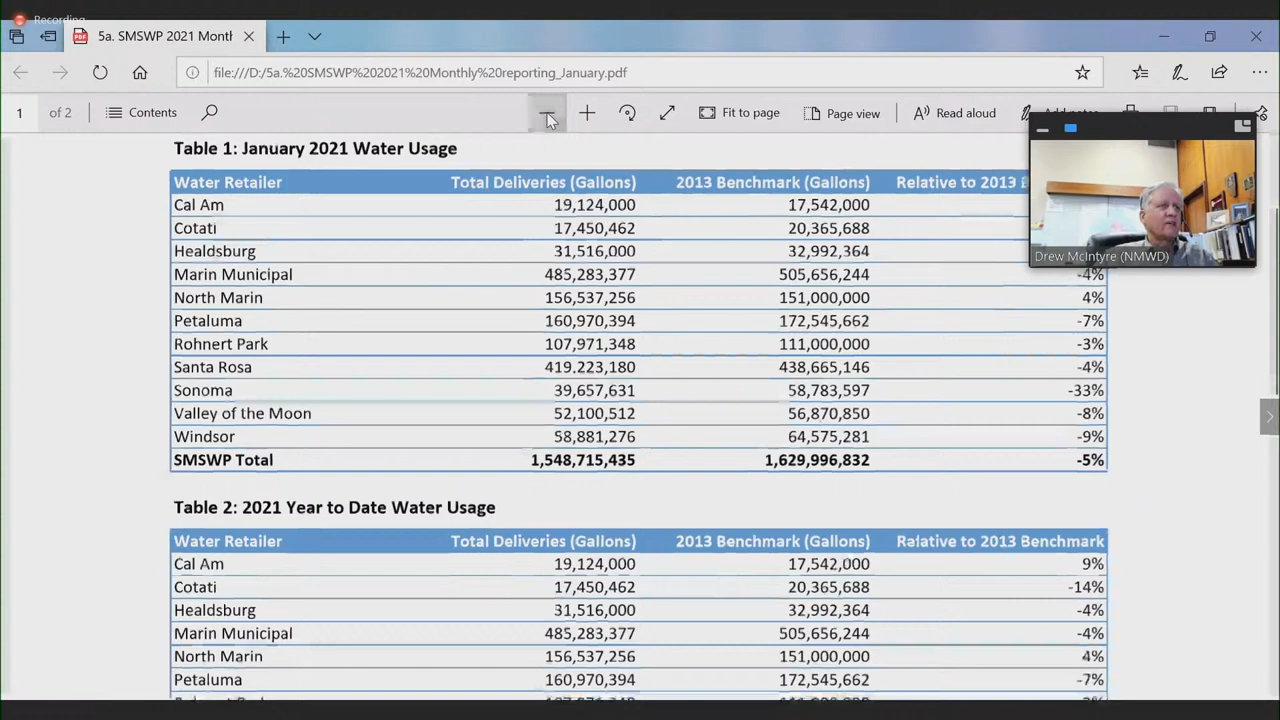 Recording
5a. SMSWP 2021 Montl
file:///D:/5a.%20SMSWP%202021%20Monthly%20reporting_January.pdf
1 of 2 Contents Fit to page Page view Read aloud Add notes
Table 1: January 2021 Water Usage
Water Retailer Total Deliveries (Gallons) 2013 Benchmark (Gallons) Relative to 2013
Cal Am 19,124,000 17,542,000
Cotati 17,450,462 20,365,688
Healdsburg 31,516,000 32,992,364
Drew McIntyre (NMWD)
Marin Municipal 485,283,377 505,656,244 -4%
North Marin 156,537,256 151,000,000 4%
Petaluma 160,970,394 172,545,662 -7%
Rohnert Park 107,971,348 111,000,000 -3%
Santa Rosa 419,223,180 438,665,146 -4%
Sonoma 39,657,631 58,783,597 -33%
Valley of the Moon 52,100,512 56,870,850 -8%
Windsor 58,881,276 64,575,281 -9%
SMSWP Total 1,548,715,435 1,629,996,832 -5%
Table 2: 2021 Year to Date Water Usage
Water Retailer Total Deliveries (Gallons) 2013 Benchmark (Gallons) Relative to 2013 Benchmark
Cal Am 19,124,000 17,542,000 9%
Cotati 17,450,462 20,365,688 -14%
Healdsburg 31,516,000 32,992,364 -4%
Marin Municipal 485,283,377 505,656,244 -4%
North Marin 156,537,256 151,000,000 4%
Petaluma 160,970,394 172,545,662 -7%